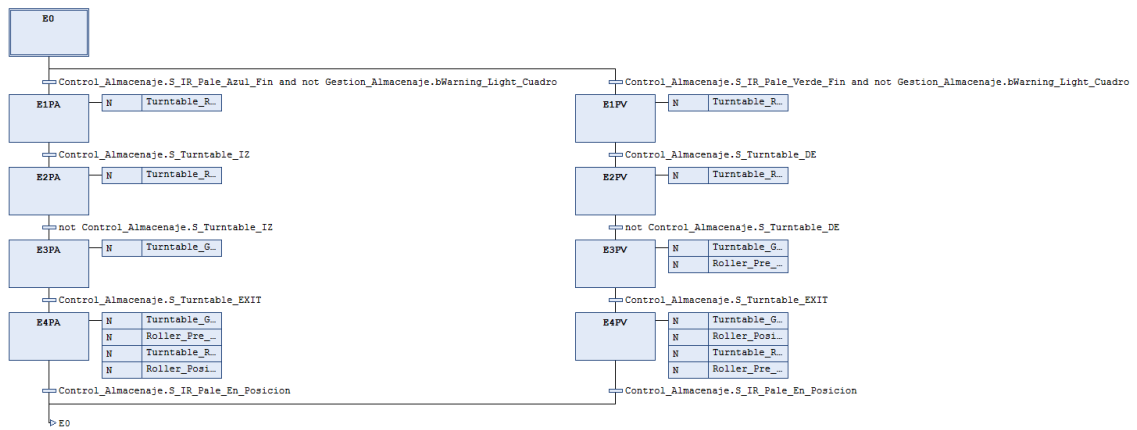 E0
Control_Almacenaje.S_IR_Pale_Azul_Fin and not Gestion_Almacenaje.bWarning_Light_Cuadro
Control_Almacenaje.S_IR_Pale_Verde_Fin and not Gestion_Almacenaje.bWarning_Light_Cuadro
E1PA
N Turntable_R...
E1PV
N Turntable_R...
Control_Almacenaje.S_Turntable_IZ
Control_Almacenaje.S_Turntable_DE
E2PA
N Turntable_R...
E2PV
N Turntable_R...
not Control_Almacenaje.S_Turntable_IZ
not Control_Almacenaje.S_Turntable_DE
E3PA
N Turntable_G...
E3PV
N Turntable_G...
N Roller_Pre_...
Control_Almacenaje.S_Turntable_EXIT
Control_Almacenaje.S_Turntable_EXIT
E4PA
N Turntable_G...
N Roller_Pre_...
N Turntable_R...
N Roller_Posi...
E4PV
N Turntable_G...
N Roller_Posi...
N Turntable_R...
N Roller_Pre_...
Control_Almacenaje.S_IR_Pale_En_Posicion
Control_Almacenaje.S_IR_Pale_En_Posicion
E0